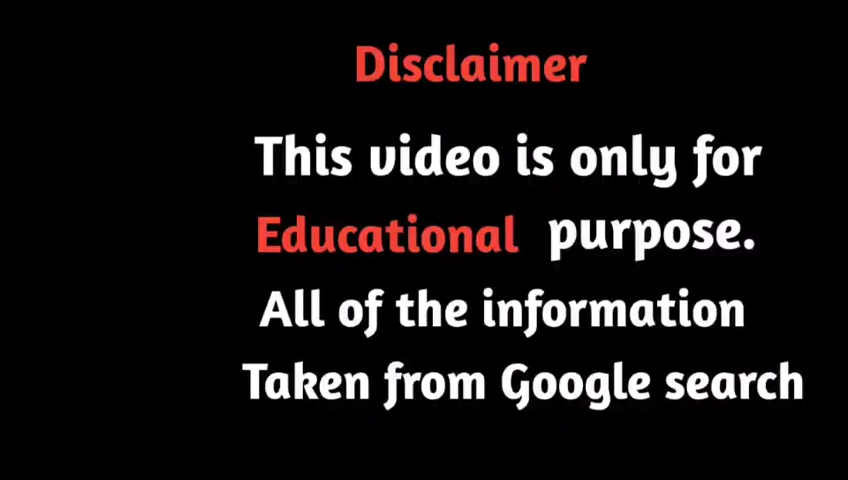 Disclaimer
This video is only for
Educational purpose.
All of the information
Taken from Google search